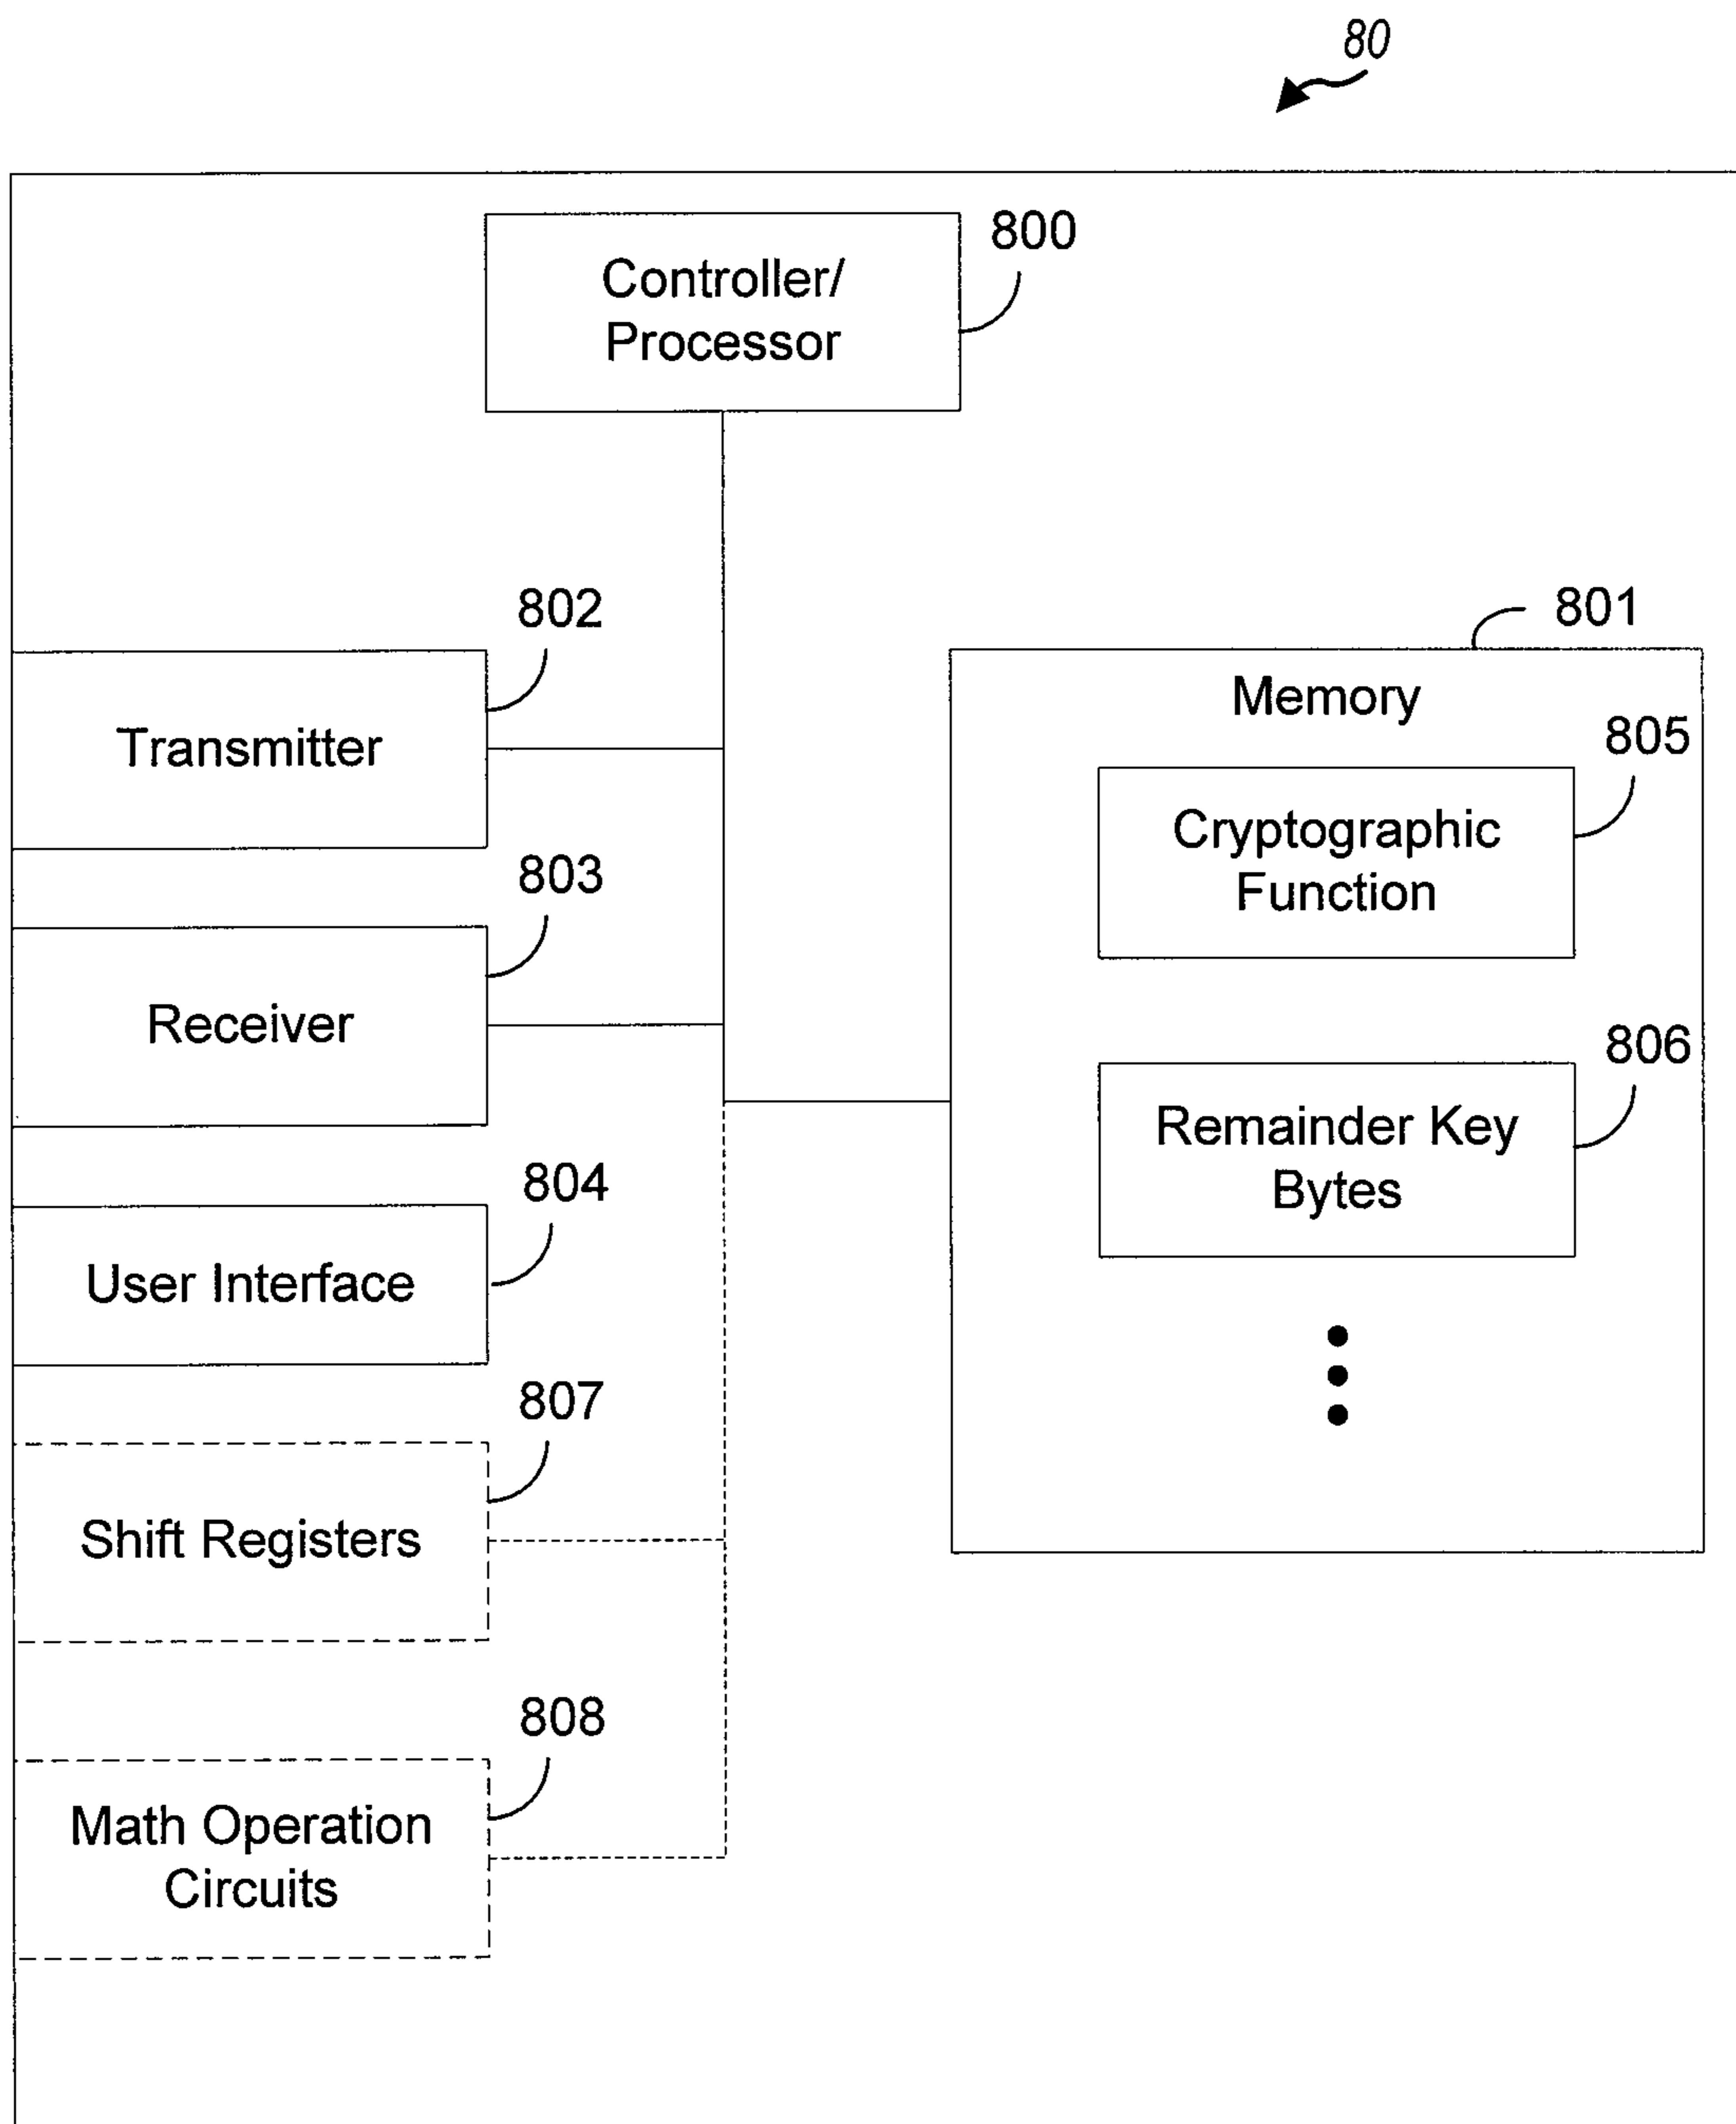 80
800
Controller/
Processor
802
801
Memory
Transmitter
805
Cryptographic
Function
803
Receiver
806
Remainder Key
Bytes
804
User Interface
807
Shift Registers
808
Math Operation
Circuits